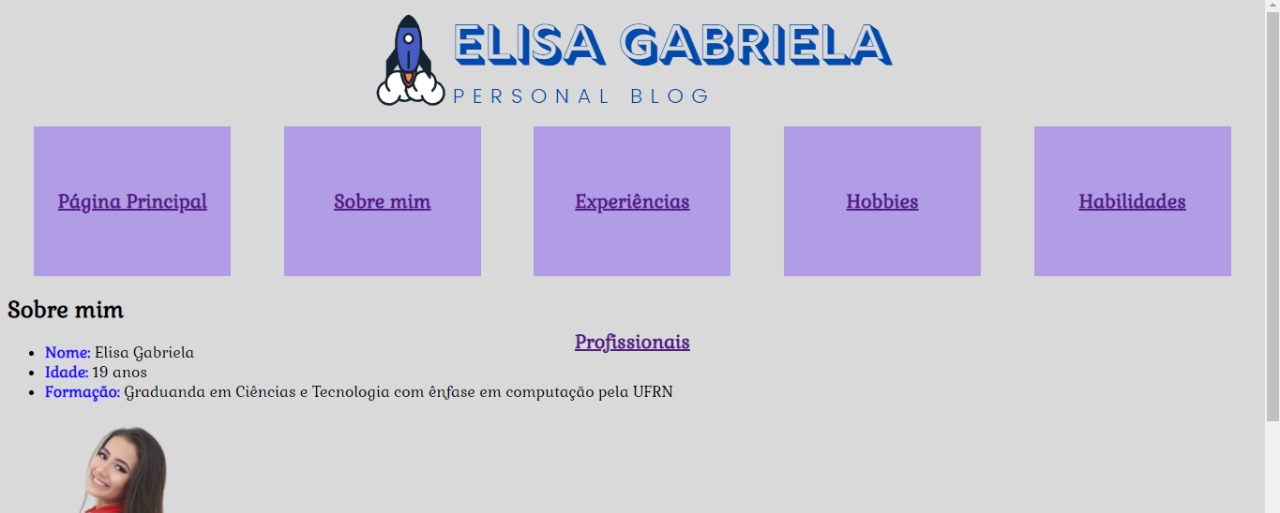 ELISA GABRIELA
PERSONAL BLOG
Página Principal
Sobre mim
Experiências
Hobbies
Habilidades
Profissionais
Sobre mim
Nome: Elisa Gabriela
Idade: 19 anos
Formação: Graduanda em Ciências e Tecnologia com ênfase em computação pela UFRN